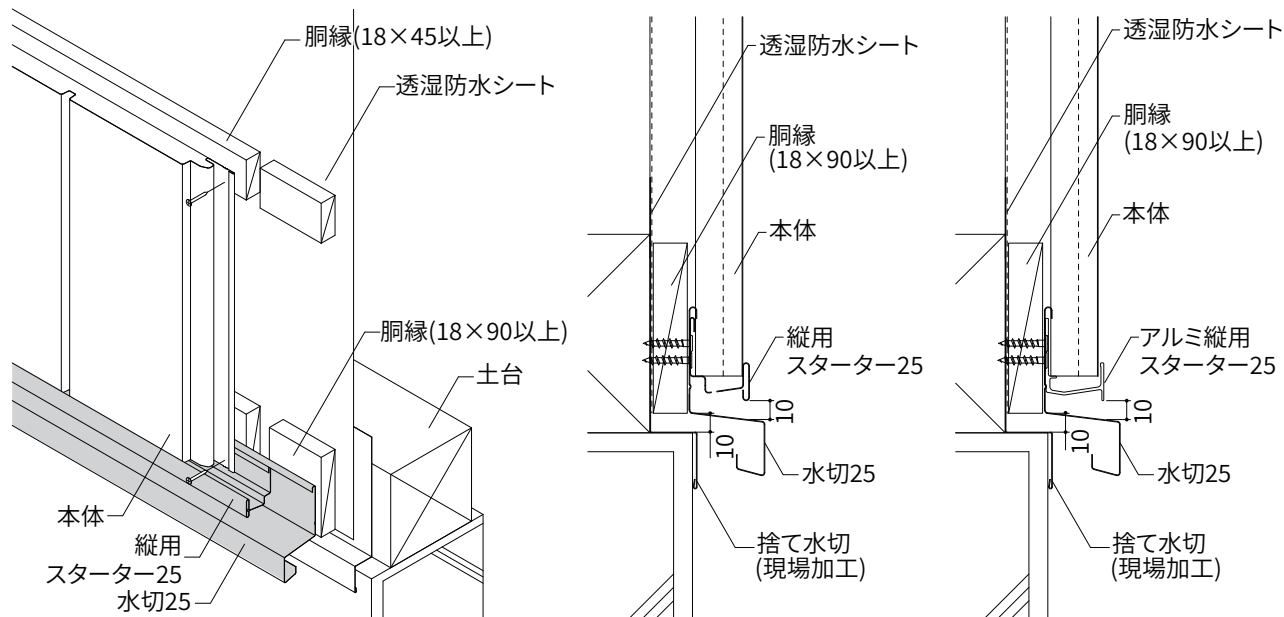 胴縁(18×45以上)
透湿防水シート
胴縁(18×90以上)
土台
本体
縦用
スターター25
水切25
透湿防水シート
胴縁
(18×90以上)
本体
縦用
スターター25
10
10
水切25
捨て水切
(現場加工)
透湿防水シート
胴縁
(18×90以上)
本体
アルミ縦用
スターター25
10
10
水切25
捨て水切
(現場加工)